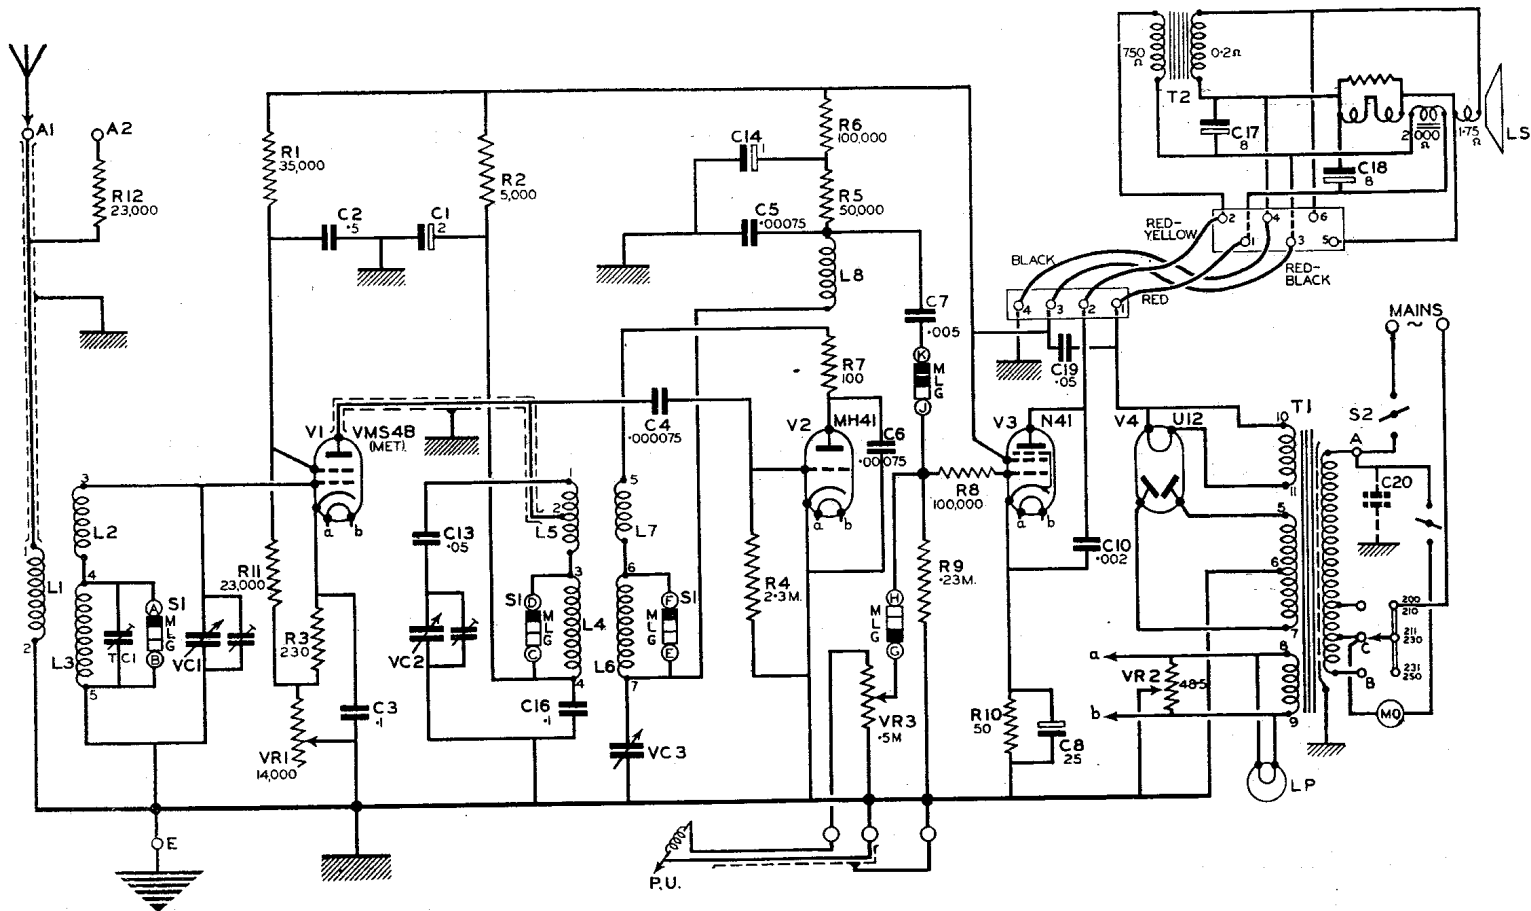 A1
A2
R12
23,000
R1
35,000
R2
5,000
C2
·5
C1
2
C14
1
R6
100,000
R5
50,000
C5
·00075
L8
C7
·005
K
M
L
G
J
R7
100
750
Ω
0·2Ω
T2
C17
8
2,000
Ω
1·75
Ω
LS
C18
8
RED-
YELLOW
2
4
6
1
3
5
BLACK
RED-
BLACK
RED
4
3
2
1
C19
·05
MAINS
~
V1
VMS4B
(MET).
C4
·000075
V2
MH41
C6
·00075
V3
N41
V4
U12
T1
S2
A
C20
R8
100,000
a
b
a
b
a
b
3
L2
4
L1
2
L3
5
TC1
A
S1
M
L
G
B
VC1
R11
23,000
R3
230
VR1
14,000
C3
·1
C13
·05
VC2
1
2
L5
3
S1
D
M
L
G
C
L4
4
C16
·1
5
L7
6
F
S1
M
L
G
E
L6
7
VC3
R4
2·3M.
R9
·23M.
H
M
L
G
G
VR3
·5M
C10
·002
R10
50
C8
25
10
11
5
6
7
8
9
a
b
VR2
48·5
LP
200
210
211
230
231
250
C
B
MO
E
P.U.